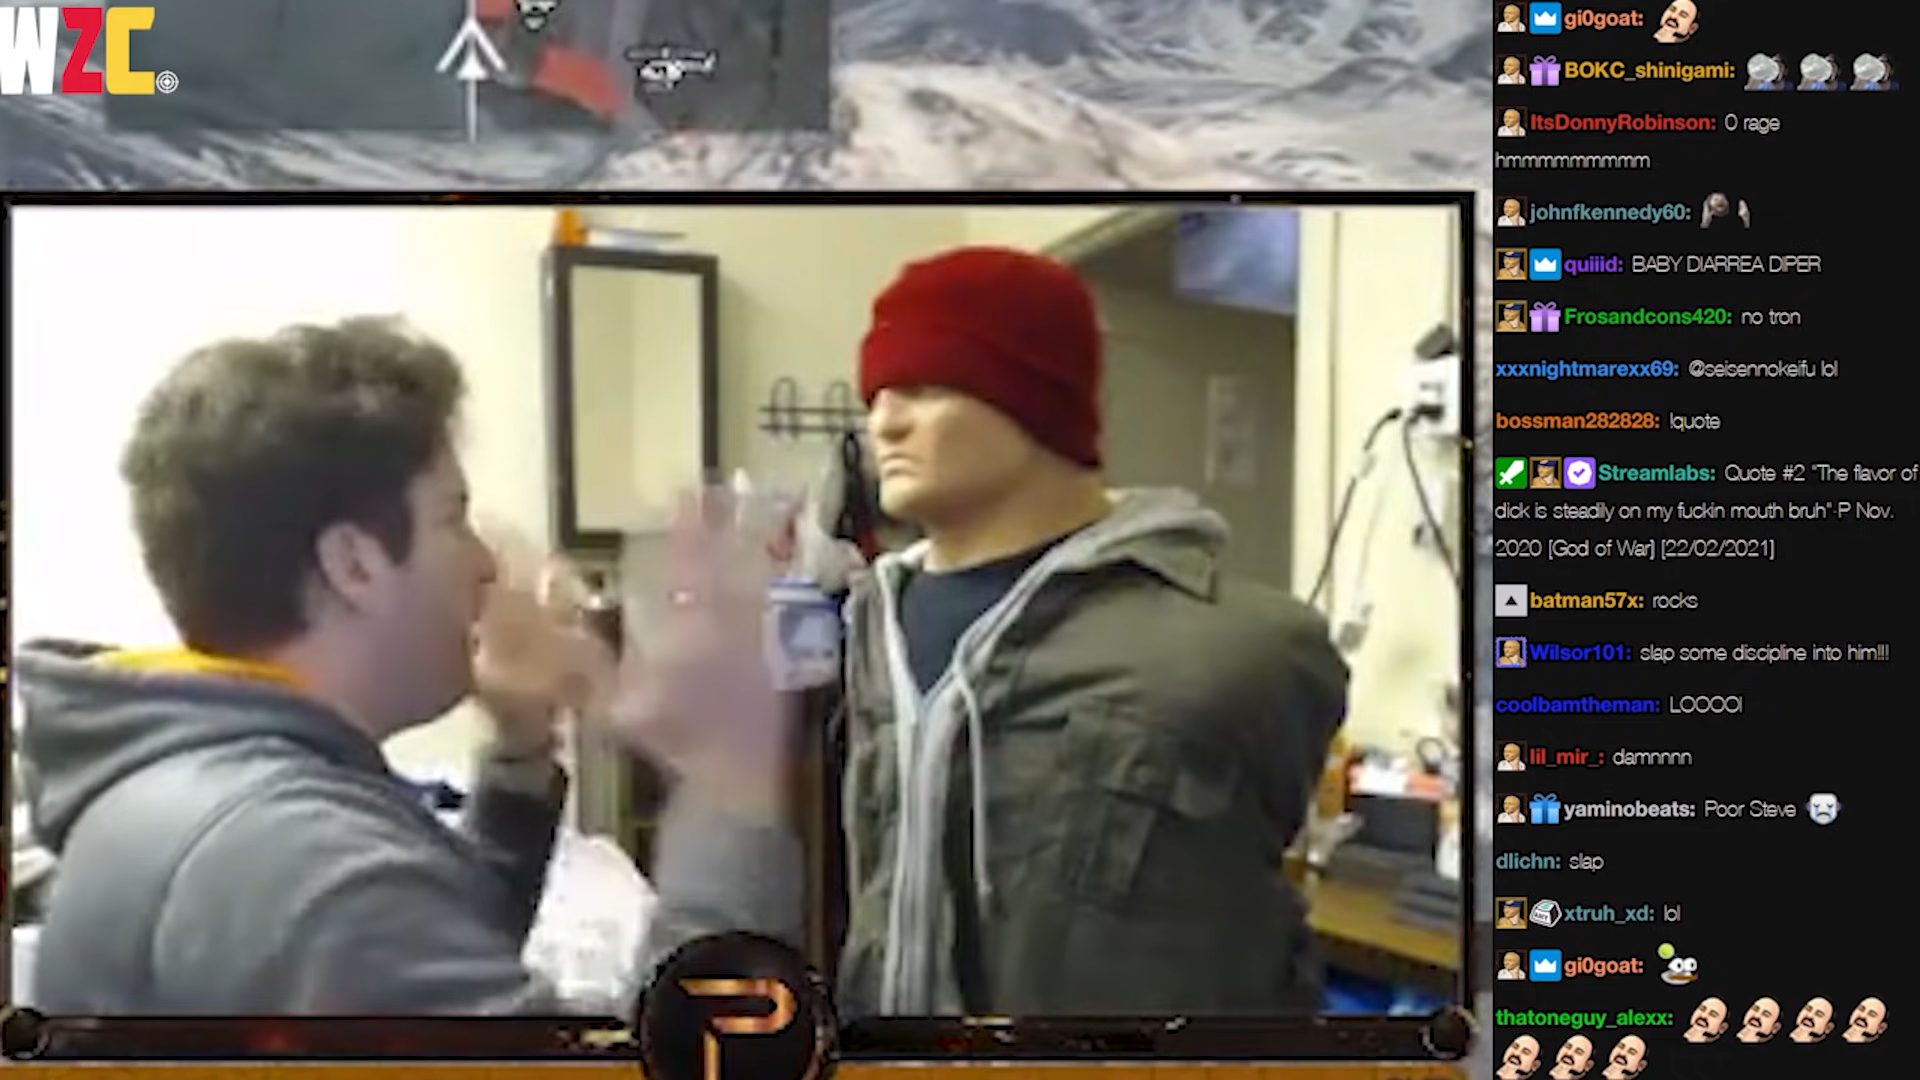 WZC
gi0goat:
BOKC_shinigami:
ItsDonnyRobinson: 0 rage
hmmmmmmmmm
johnfkennedy60:
quiiid: BABY DIARREA DIPER
Frosandcons420: no tron
xxxnightmarexx69: @seisennokeifu lol
bossman282828: !quote
Streamlabs: Quote #2 "The flavor of
dick is steadily on my fuckin mouth bruh"-P Nov.
2020 [God of War] [22/02/2021]
batman57x: rocks
Wilsor101: slap some discipline into him!!!
coolbamtheman: LOOOOl
lil_mir_: damnnnn
yaminobeats: Poor Steve
dlichn: slap
xtruh_xd: lol
gi0goat:
thatoneguy_alexx:
P